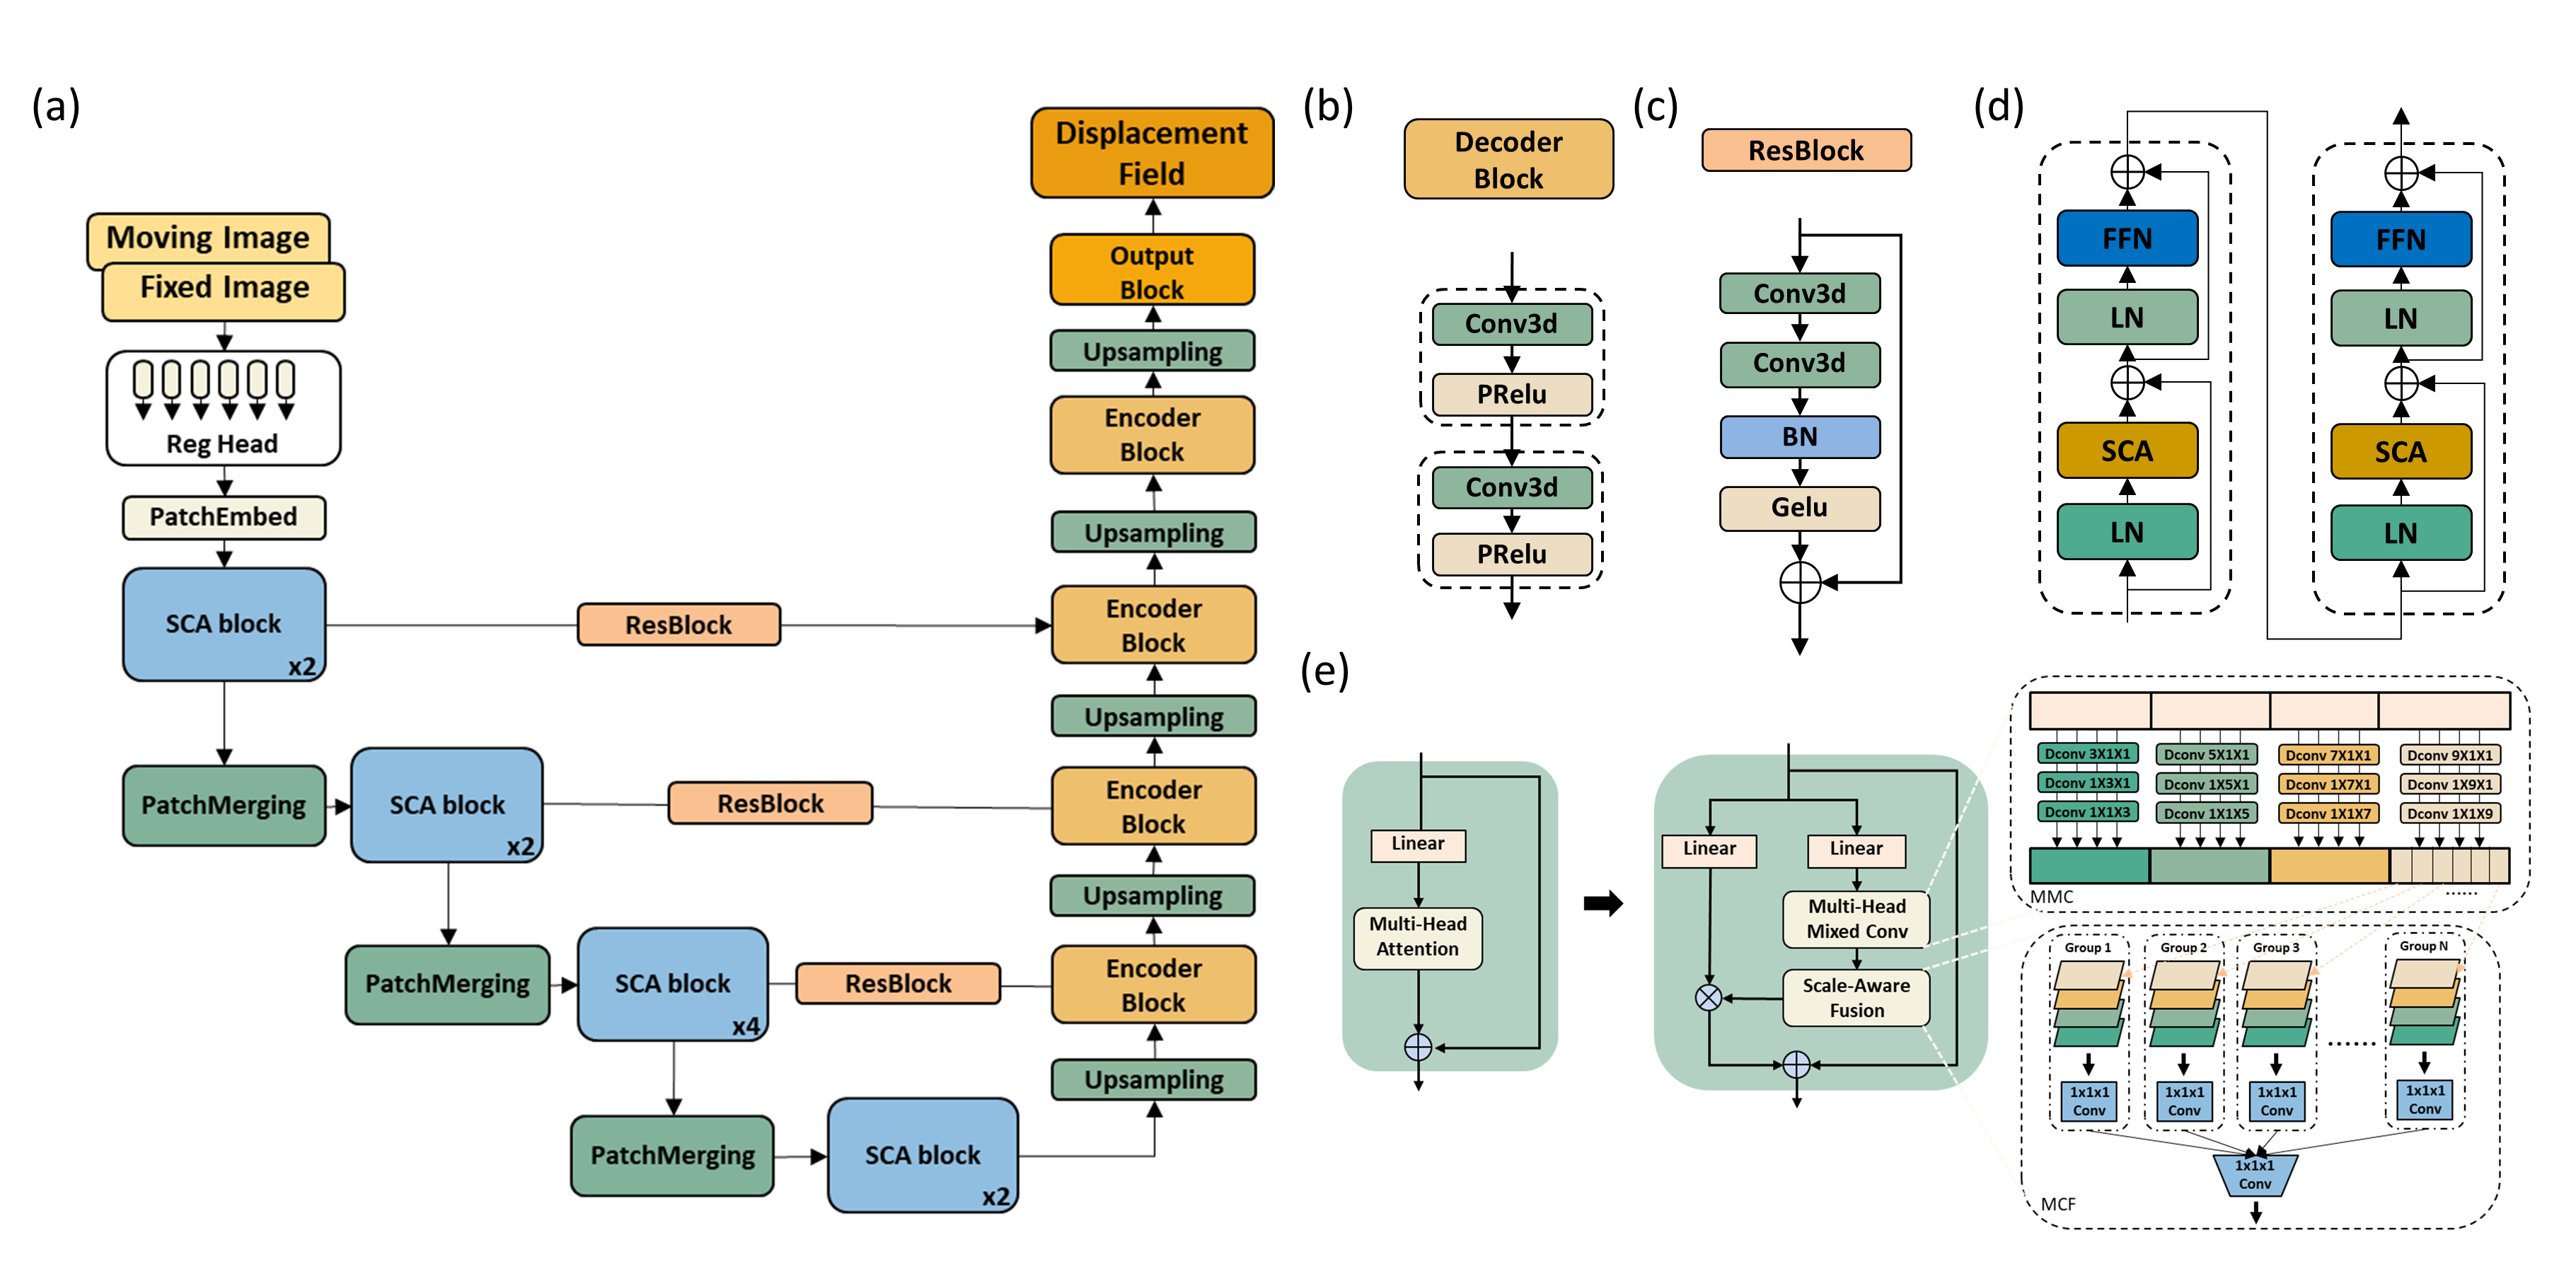 (a)
Moving Image
Fixed Image
Reg Head
PatchEmbed
SCA block
x2
PatchMerging
SCA block
x2
PatchMerging
SCA block
x4
PatchMerging
SCA block
x2
ResBlock
ResBlock
ResBlock
Displacement
Field
Output
Block
Upsampling
Encoder
Block
Upsampling
Encoder
Block
Upsampling
Encoder
Block
Upsampling
Encoder
Block
Upsampling
(b)
Decoder
Block
Conv3d
PRelu
Conv3d
PRelu
(c)
ResBlock
Conv3d
Conv3d
BN
Gelu
(d)
FFN
LN
SCA
LN
FFN
LN
SCA
LN
(e)
Linear
Multi-Head
Attention
Linear
Linear
Multi-Head
Mixed Conv
Scale-Aware
Fusion
Dconv 3X1X1
Dconv 1X3X1
Dconv 1X1X3
Dconv 5X1X1
Dconv 1X5X1
Dconv 1X1X5
Dconv 7X1X1
Dconv 1X7X1
Dconv 1X1X7
Dconv 9X1X1
Dconv 1X9X1
Dconv 1X1X9
......
MMC
Group 1
Group 2
Group 3
Group N
......
1x1x1
Conv
1x1x1
Conv
1x1x1
Conv
1x1x1
Conv
1x1x1
Conv
MCF